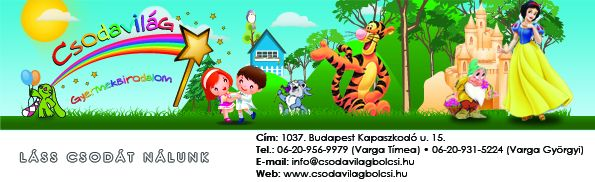 Csodavilág
Gyermekbirodalom
LÁSS CSODÁT NÁLUNK
Cím: 1037. Budapest Kapaszkodó u. 15.
Tel.: 06-20-956-9979 (Varga Tímea) • 06-20-931-5224 (Varga Györgyi)
E-mail: info@csodavilagbolcsi.hu
Web: www.csodavilagbolcsi.hu